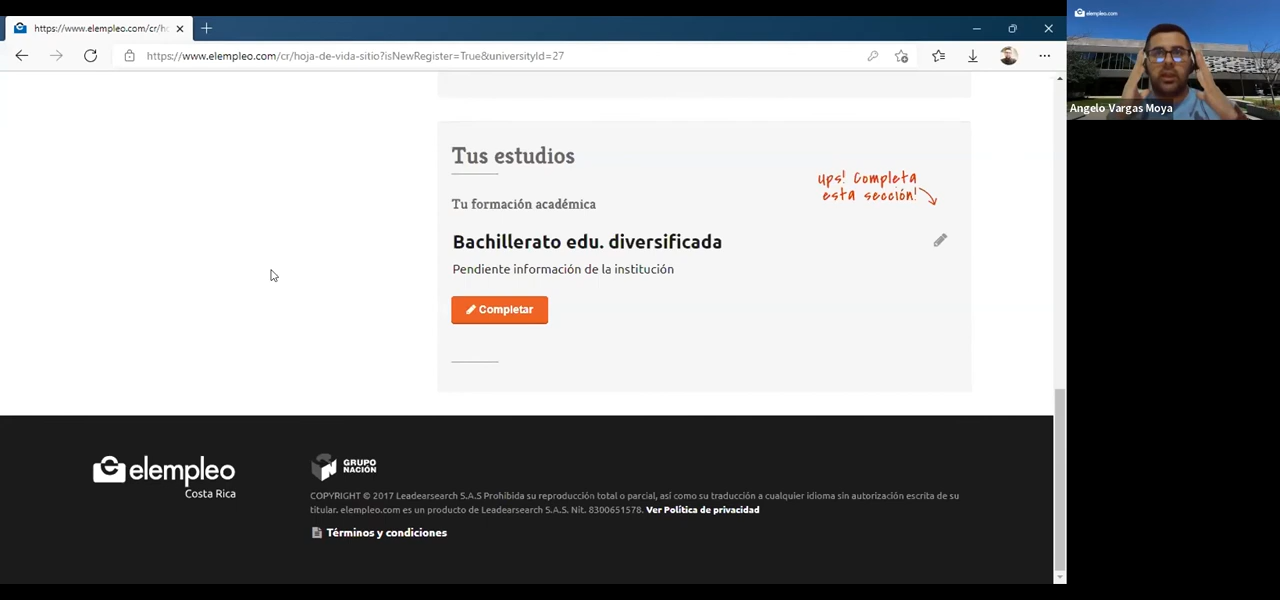 https://www.elempleo.com/cr/ho
https://www.elempleo.com/cr/hoja-de-vida-sitio?isNewRegister=True&universityId=27
elempleo.com
Angelo Vargas Moya
Tus estudios
Ups! Completa
esta sección!
Tu formación académica
Bachillerato edu. diversificada
Pendiente información de la institución
Completar
elempleo
Costa Rica
GRUPO
NACIÓN
COPYRIGHT © 2017 Leadearsearch S.A.S Prohibida su reproducción total o parcial, así como su traducción a cualquier idioma sin autorización escrita de su
titular. elempleo.com es un producto de Leadearsearch S.A.S. Nit. 8300651578. Ver Política de privacidad
Términos y condiciones